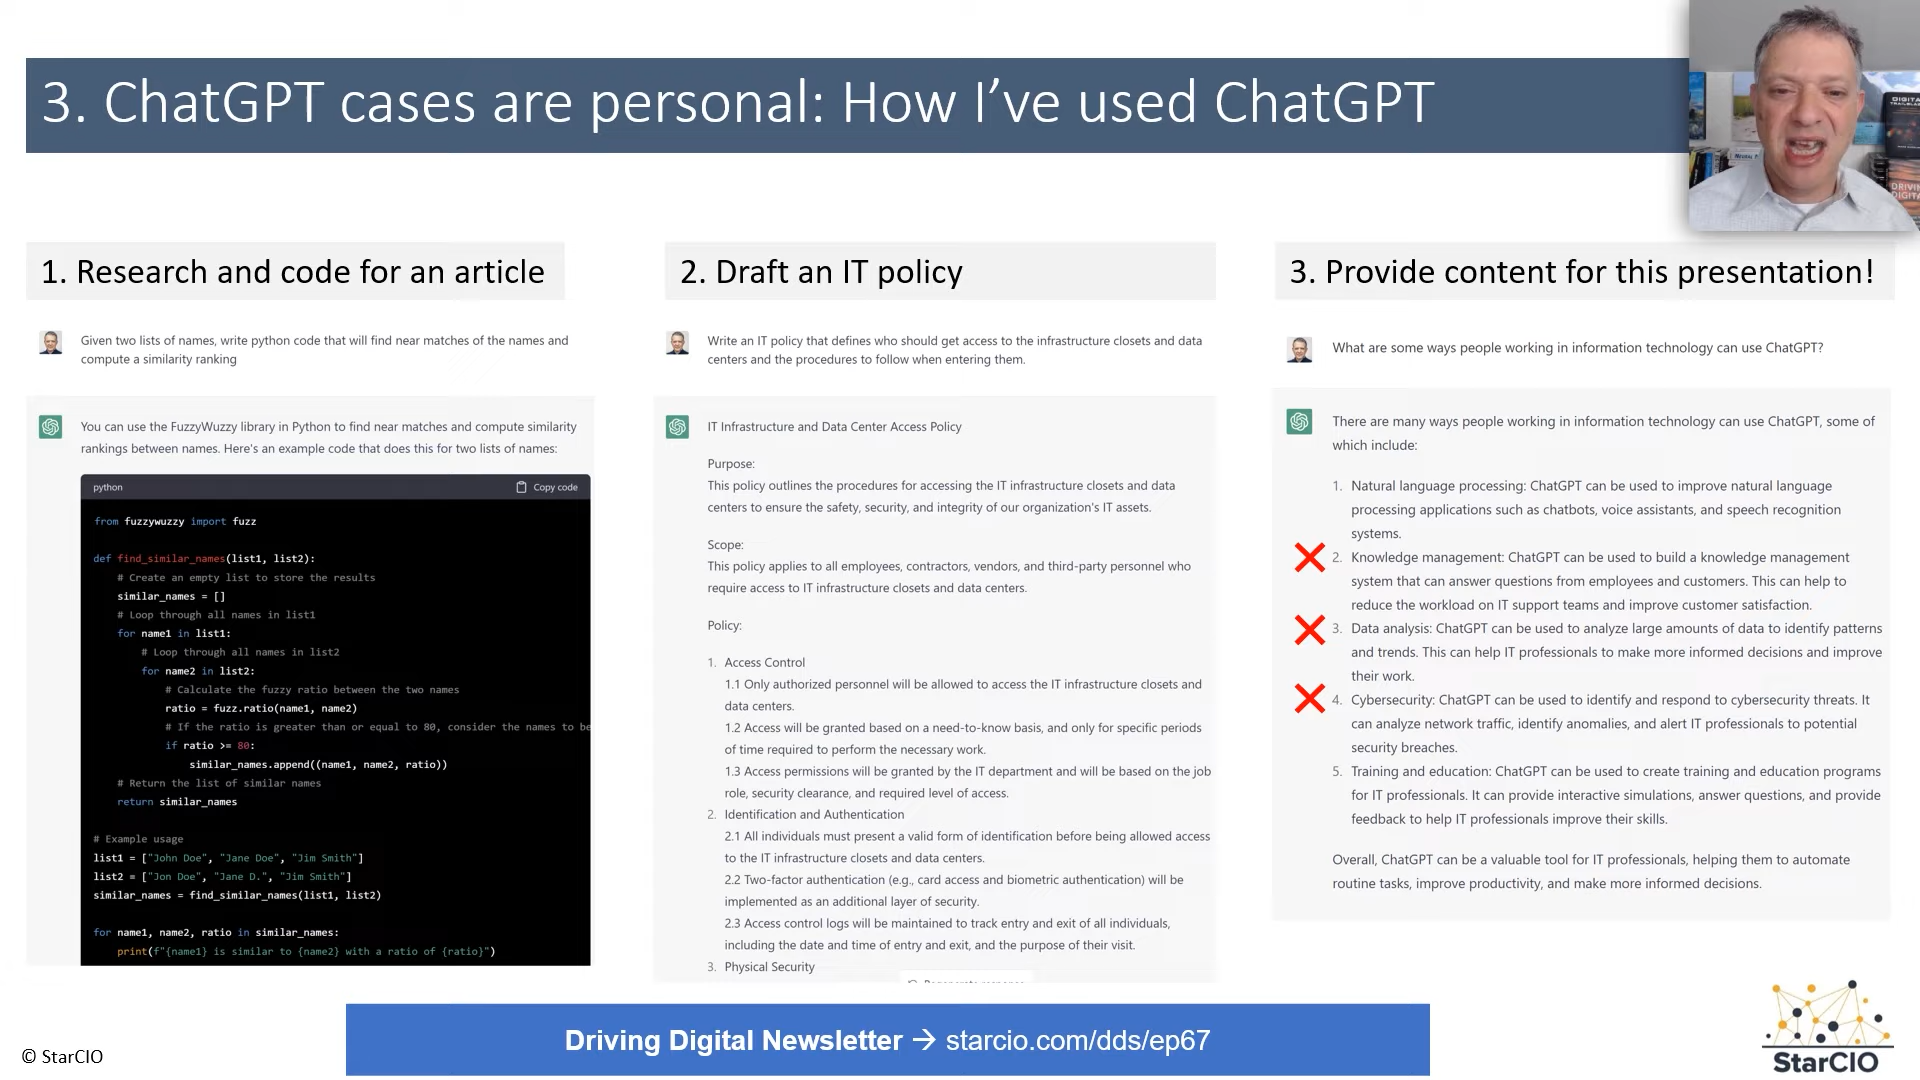 3. ChatGPT cases are personal: How I’ve used ChatGPT
1. Research and code for an article
Given two lists of names, write python code that will find near matches of the names and
compute a similarity ranking
You can use the FuzzyWuzzy library in Python to find near matches and compute similarity
rankings between names. Here's an example code that does this for two lists of names:
python
Copy code
from fuzzywuzzy import fuzz
def find_similar_names(list1, list2):
# Create an empty list to store the results
similar_names = []
# Loop through all names in list1
for name1 in list1:
# Loop through all names in list2
for name2 in list2:
# Calculate the fuzzy ratio between the two names
ratio = fuzz.ratio(name1, name2)
# If the ratio is greater than or equal to 80, consider the names to be
if ratio >= 80:
similar_names.append((name1, name2, ratio))
# Return the list of similar names
return similar_names
# Example usage
list1 = ["John Doe", "Jane Doe", "Jim Smith"]
list2 = ["Jon Doe", "Jane D.", "Jim Smith"]
similar_names = find_similar_names(list1, list2)
for name1, name2, ratio in similar_names:
print(f"{name1} is similar to {name2} with a ratio of {ratio}")
2. Draft an IT policy
Write an IT policy that defines who should get access to the infrastructure closets and data
centers and the procedures to follow when entering them.
IT Infrastructure and Data Center Access Policy
Purpose:
This policy outlines the procedures for accessing the IT infrastructure closets and data
centers to ensure the safety, security, and integrity of our organization's IT assets.
Scope:
This policy applies to all employees, contractors, vendors, and third-party personnel who
require access to IT infrastructure closets and data centers.
Policy:
1. Access Control
1.1 Only authorized personnel will be allowed to access the IT infrastructure closets and
data centers.
1.2 Access will be granted based on a need-to-know basis, and only for specific periods
of time required to perform the necessary work.
1.3 Access permissions will be granted by the IT department and will be based on the job
role, security clearance, and required level of access.
2. Identification and Authentication
2.1 All individuals must present a valid form of identification before being allowed access
to the IT infrastructure closets and data centers.
2.2 Two-factor authentication (e.g., card access and biometric authentication) will be
implemented as an additional layer of security.
2.3 Access control logs will be maintained to track entry and exit of all individuals,
including the date and time of entry and exit, and the purpose of their visit.
3. Physical Security
3. Provide content for this presentation!
What are some ways people working in information technology can use ChatGPT?
There are many ways people working in information technology can use ChatGPT, some of
which include:
1. Natural language processing: ChatGPT can be used to improve natural language
processing applications such as chatbots, voice assistants, and speech recognition
systems.
2. Knowledge management: ChatGPT can be used to build a knowledge management
system that can answer questions from employees and customers. This can help to
reduce the workload on IT support teams and improve customer satisfaction.
3. Data analysis: ChatGPT can be used to analyze large amounts of data to identify patterns
and trends. This can help IT professionals to make more informed decisions and improve
their work.
4. Cybersecurity: ChatGPT can be used to identify and respond to cybersecurity threats. It
can analyze network traffic, identify anomalies, and alert IT professionals to potential
security breaches.
5. Training and education: ChatGPT can be used to create training and education programs
for IT professionals. It can provide interactive simulations, answer questions, and provide
feedback to help IT professionals improve their skills.
Overall, ChatGPT can be a valuable tool for IT professionals, helping them to automate
routine tasks, improve productivity, and make more informed decisions.
Driving Digital Newsletter → starcio.com/dds/ep67
© StarCIO
StarCIO